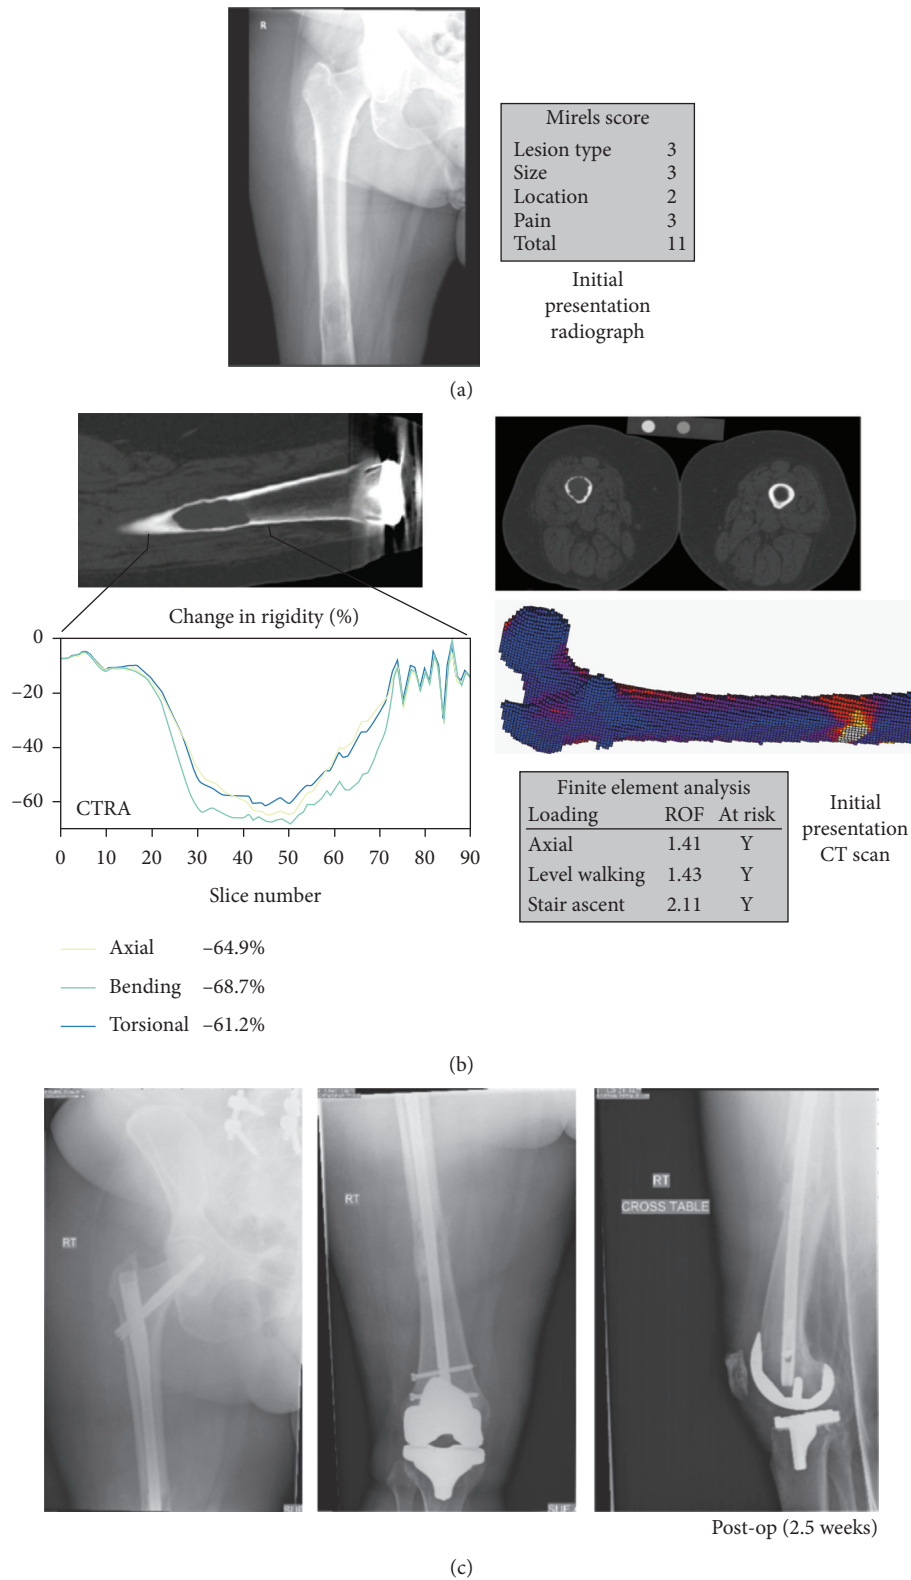 R
Mirels score
Lesion type 3
Size 3
Location 2
Pain 3
Total 11
Initial
presentation
radiograph
(a)
Change in rigidity (%)
0
−20
−40
−60
CTRA
0 10 20 30 40 50 60 70 80 90
Slice number
Axial −64.9%
Bending −68.7%
Torsional −61.2%
Finite element analysis
Loading ROF At risk
Axial 1.41 Y
Level walking 1.43 Y
Stair ascent 2.11 Y
Initial
presentation
CT scan
(b)
RT
RT
RT
CROSS TABLE
Post-op (2.5 weeks)
(c)